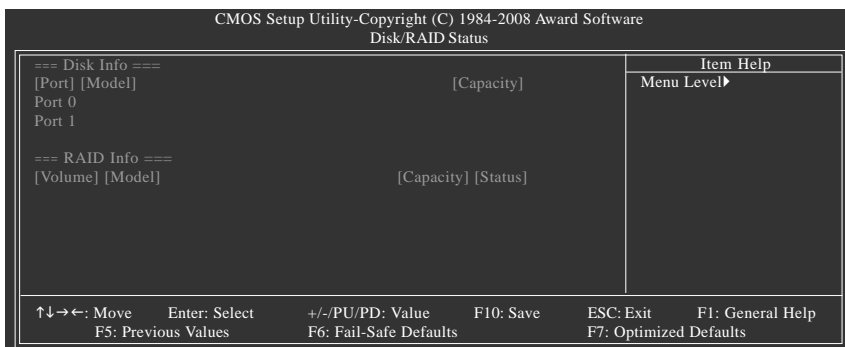 CMOS Setup Utility-Copyright (C) 1984-2008 Award Software
Disk/RAID Status
=== Disk Info ===
[Port] [Model] [Capacity]
Port 0
Port 1
=== RAID Info ===
[Volume] [Model] [Capacity] [Status]
Item Help
Menu Level▶
↑↓→←: Move Enter: Select +/-/PU/PD: Value F10: Save ESC: Exit F1: General Help
F5: Previous Values F6: Fail-Safe Defaults F7: Optimized Defaults